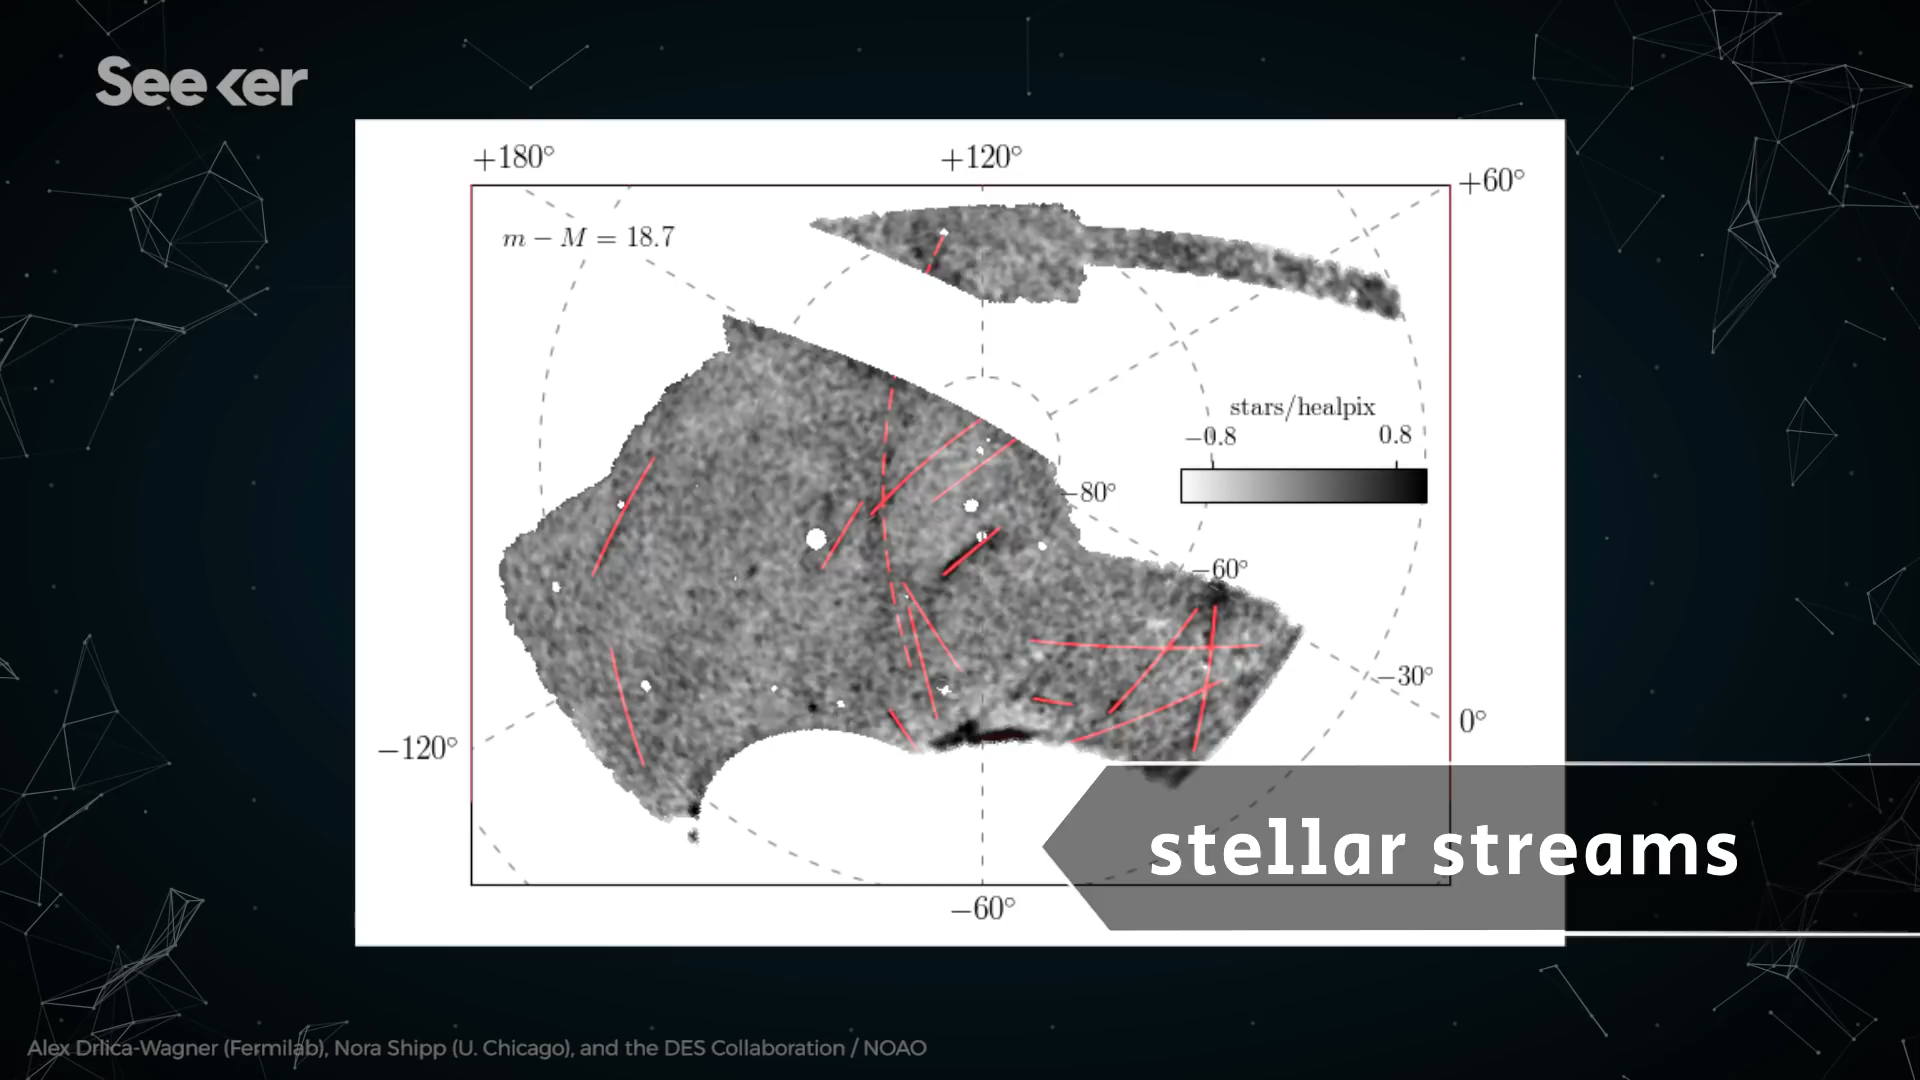 Seeker
+180°
+120°
+60°
m − M = 18.7
stars/healpix
−0.8
0.8
−80°
−60°
−30°
0°
−120°
stellar streams
−60°
Alex Drlica-Wagner (Fermilab), Nora Shipp (U. Chicago), and the DES Collaboration / NOAO